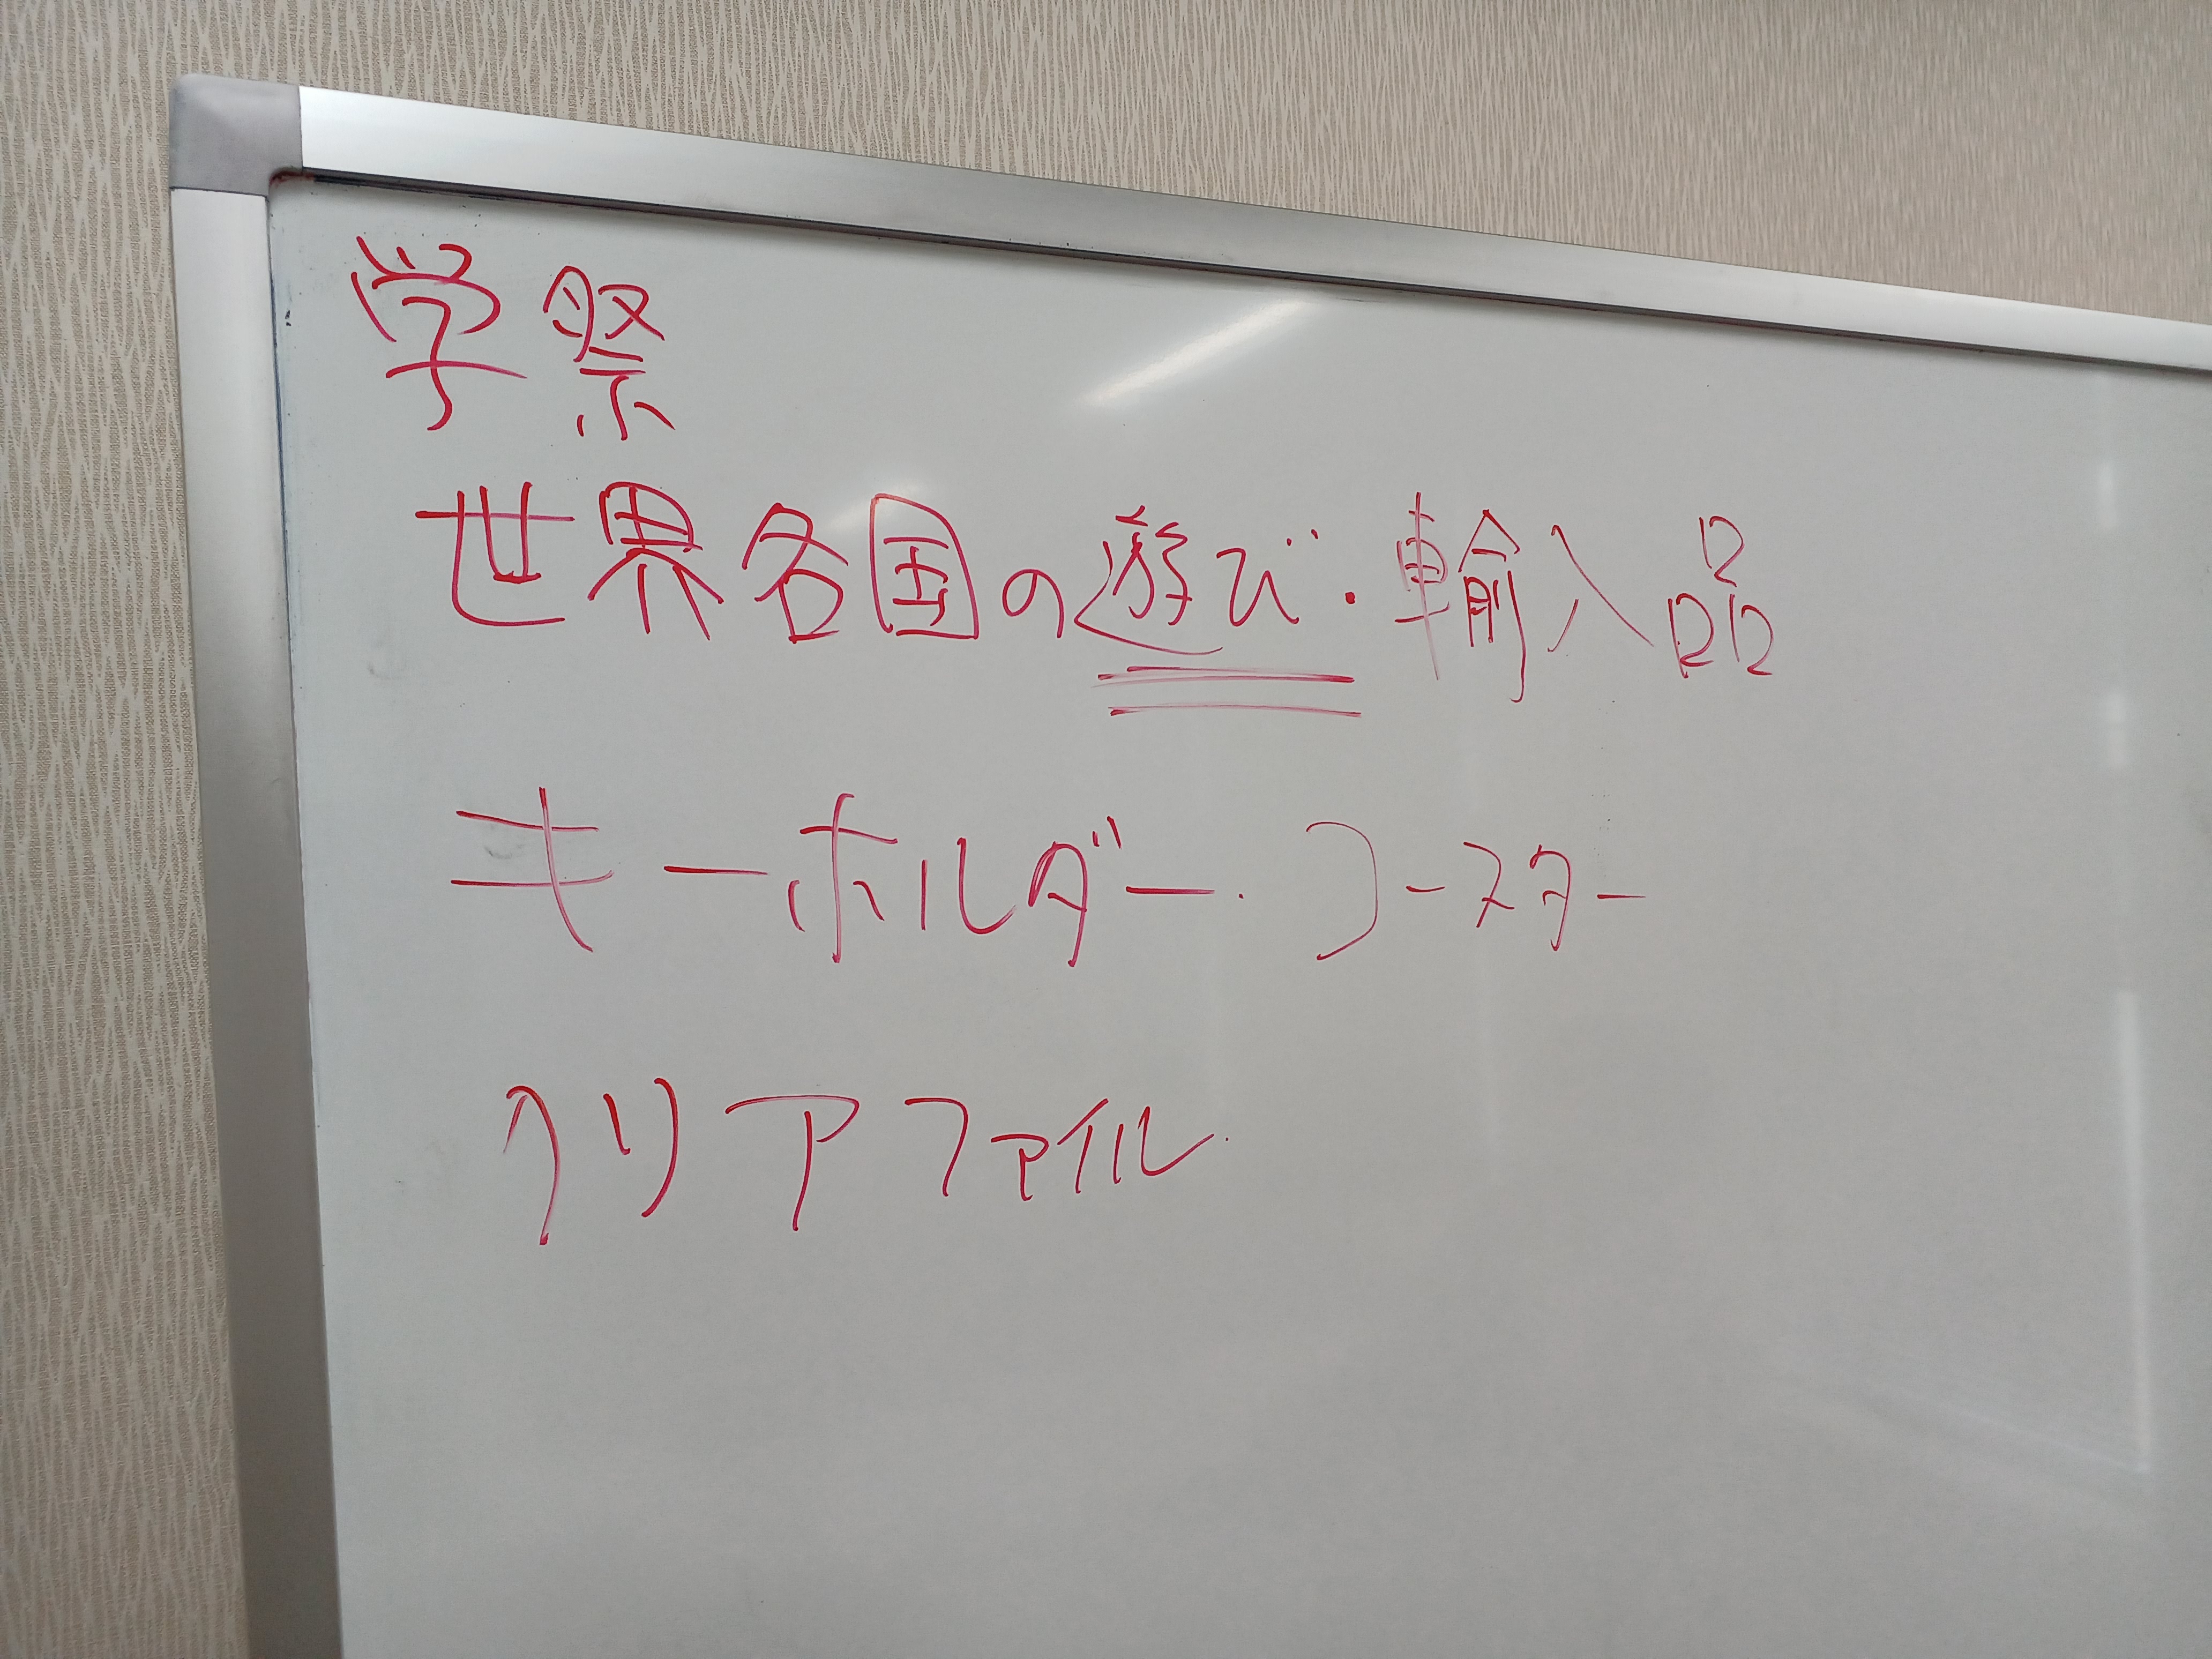 学祭
世界各国の遊び・輸入品
キーホルダー・コースター
クリアファイル